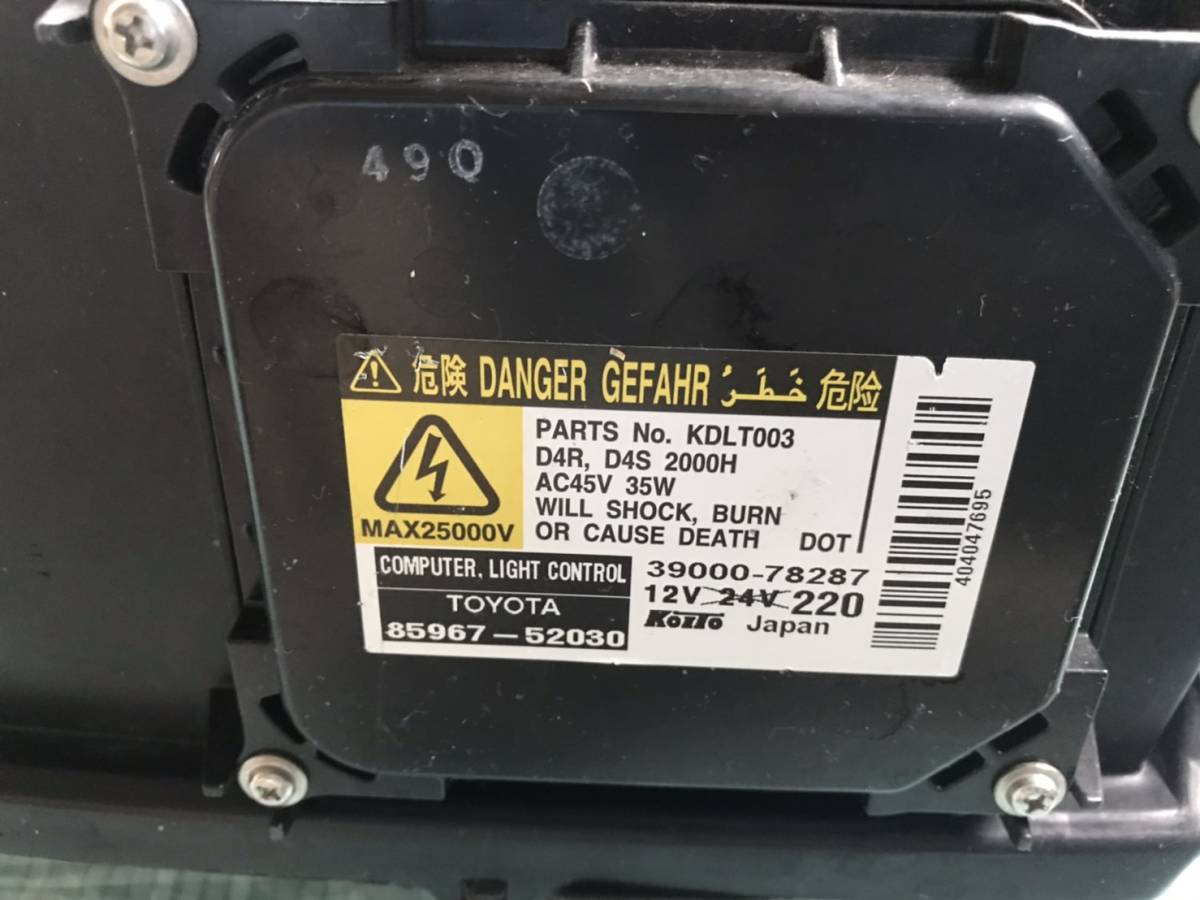 490
危険 DANGER GEFAHR خَطَرُ 危险
PARTS No. KDLT003
D4R, D4S 2000H
AC45V 35W
WILL SHOCK, BURN
OR CAUSE DEATH DOT
MAX25000V
COMPUTER, LIGHT CONTROL
TOYOTA
85967-52030
39000-78287
12V 24V 220
KOITO Japan
404047695